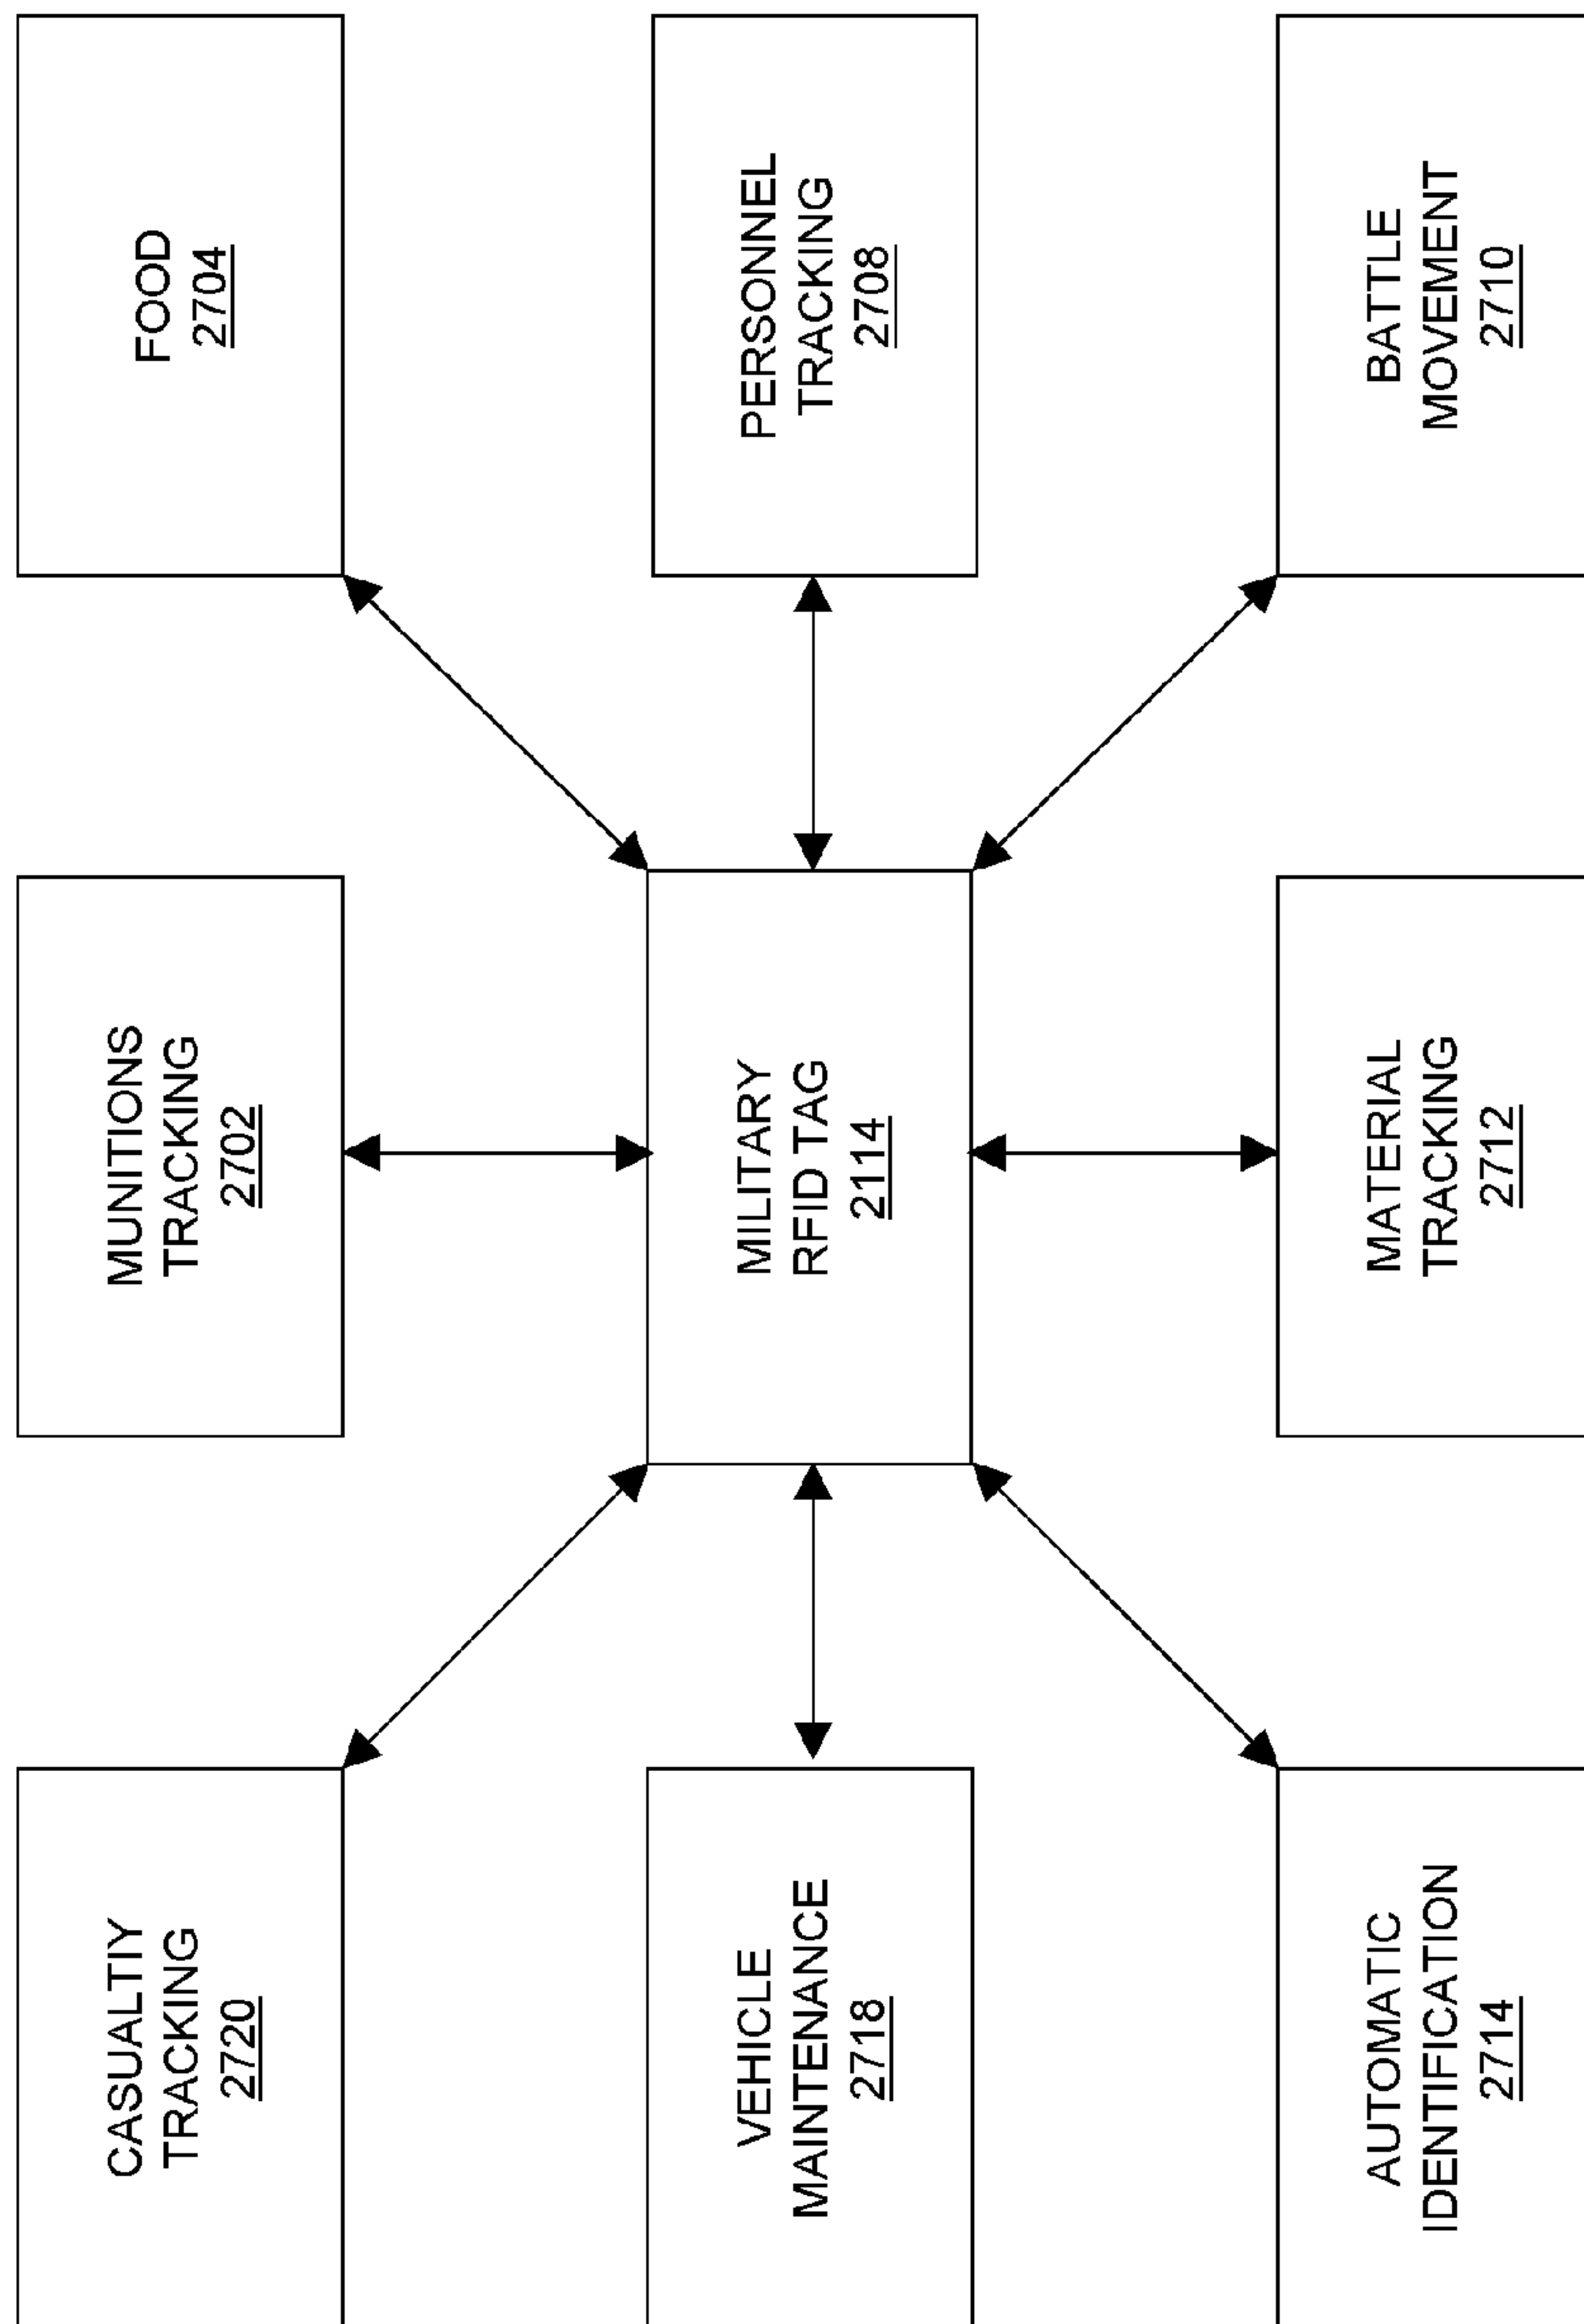 CASUALTIY
TRACKING
2720
MUNITIONS
TRACKING
2702
FOOD
2704
VEHICLE
MAINTENANCE
2718
MILITARY
RFID TAG
2114
PERSONNEL
TRACKING
2708
AUTOMATIC
IDENTIFICATION
2714
MATERIAL
TRACKING
2712
BATTLE
MOVEMENT
2710